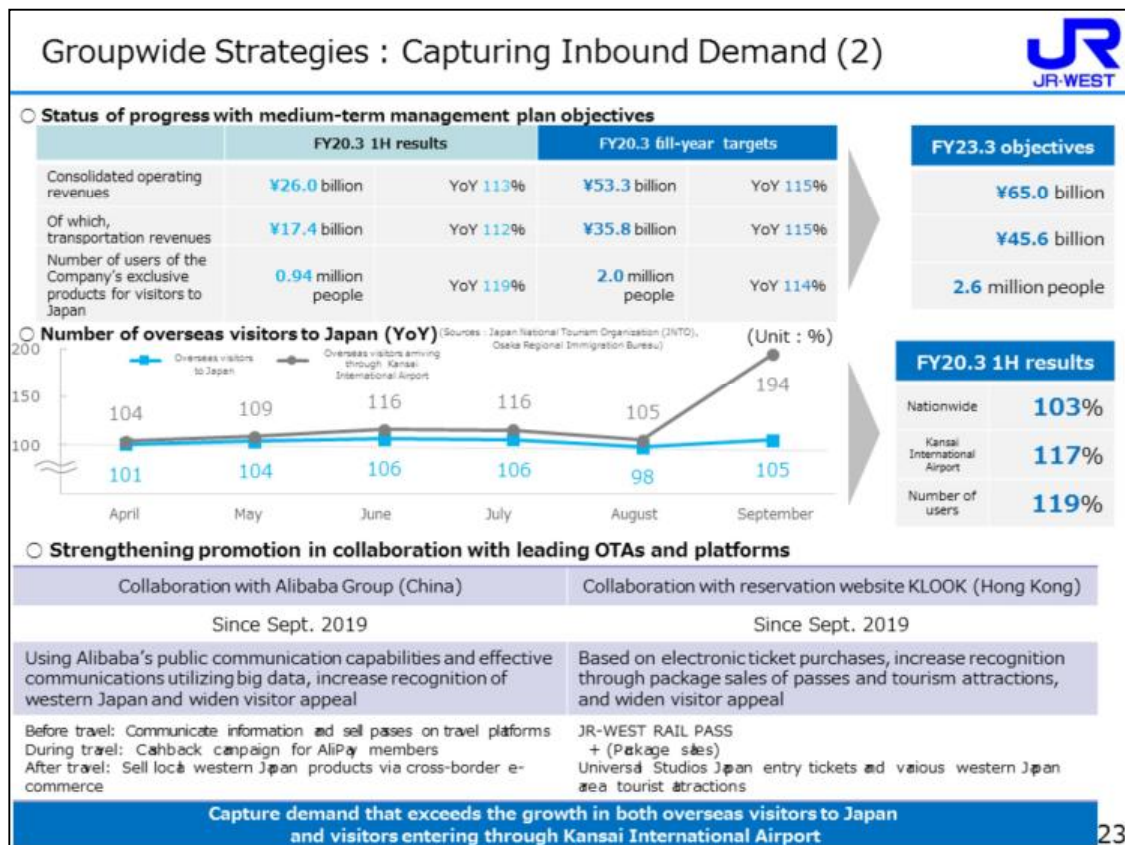 Groupwide Strategies : Capturing Inbound Demand (2)
JR
JR-WEST
○ Status of progress with medium-term management plan objectives
FY20.3 1H results
FY20.3 fill-year targets
FY23.3 objectives
Consolidated operating
revenues
¥26.0 billion
YoY 113%
¥53.3 billion
YoY 115%
¥65.0 billion
Of which,
transportation revenues
¥17.4 billion
YoY 112%
¥35.8 billion
YoY 115%
¥45.6 billion
Number of users of the
Company's exclusive
products for visitors to
Japan
0.94 million
people
YoY 119%
2.0 million
people
YoY 114%
2.6 million people
○ Number of overseas visitors to Japan (YoY)
(Sources : Japan National Tourism Organization (JNTO),
Osaka Regional Immigration Bureau)
(Unit : %)
Overseas visitors
to Japan
Overseas visitors arriving
through Kansai
International Airport
200
150
100
104
109
116
116
105
194
101
104
106
106
98
105
April
May
June
July
August
September
FY20.3 1H results
Nationwide
103%
Kansai
International
Airport
117%
Number of
users
119%
○ Strengthening promotion in collaboration with leading OTAs and platforms
Collaboration with Alibaba Group (China)
Since Sept. 2019
Using Alibaba's public communication capabilities and effective
communications utilizing big data, increase recognition of
western Japan and widen visitor appeal
Before travel: Communicate information and sell passes on travel platforms
During travel: Cashback campaign for AliPay members
After travel: Sell local western Japan products via cross-border e-
commerce
Collaboration with reservation website KLOOK (Hong Kong)
Since Sept. 2019
Based on electronic ticket purchases, increase recognition
through package sales of passes and tourism attractions,
and widen visitor appeal
JR-WEST RAIL PASS
+ (Package sales)
Universal Studios Japan entry tickets and various western Japan
area tourist attractions
Capture demand that exceeds the growth in both overseas visitors to Japan
and visitors entering through Kansai International Airport
23